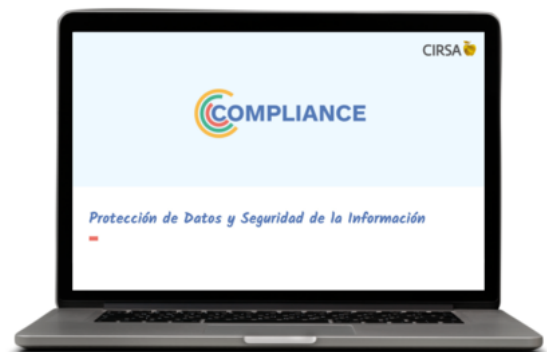 CIRSA
COMPLIANCE
Protección de Datos y Seguridad de la Información